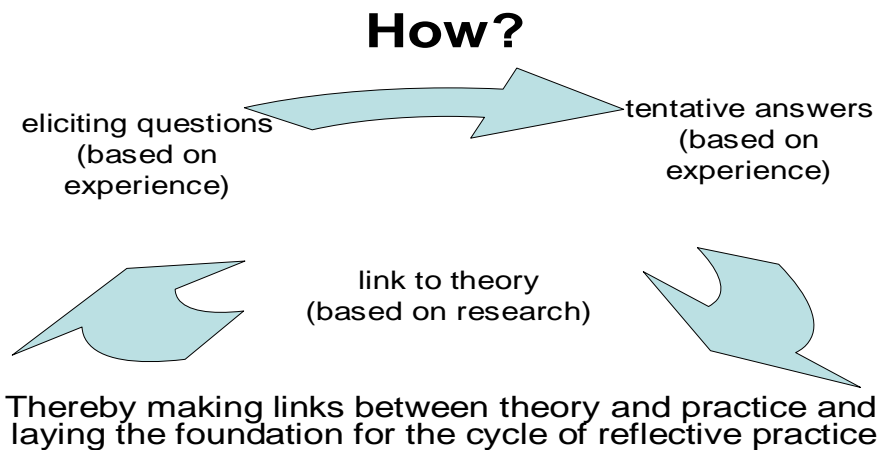 How?
eliciting questions
(based on
experience)
tentative answers
(based on
experience)
link to theory
(based on research)
Thereby making links between theory and practice and
laying the foundation for the cycle of reflective practice